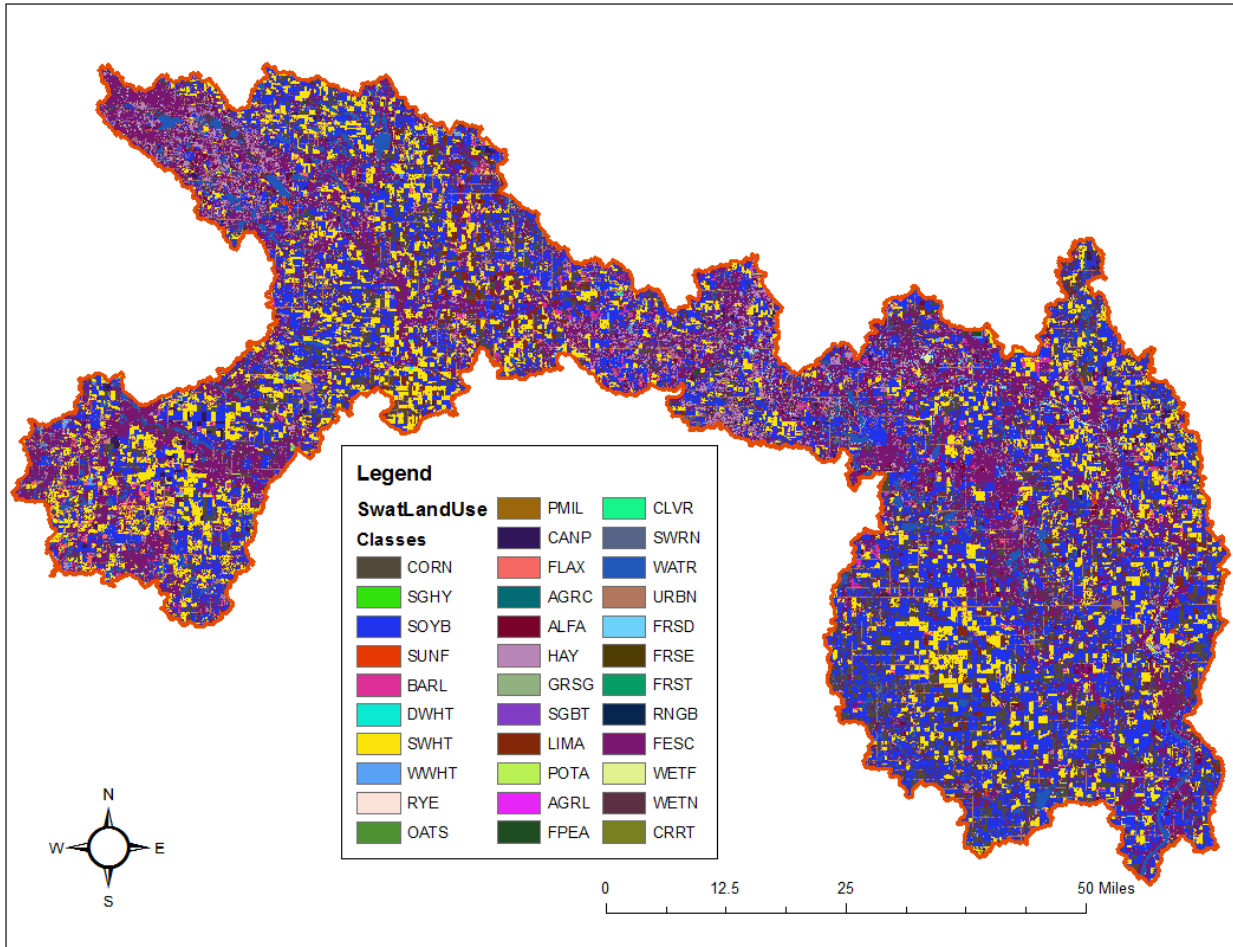 Legend
SwatLandUse
Classes
CORN
SGHY
SOYB
SUNF
BARL
DWHT
SWHT
WWHT
RYE
OATS
PMIL
CANP
FLAX
AGRC
ALFA
HAY
GRSG
SGBT
LIMA
POTA
AGRL
FPEA
CLVR
SWRN
WATR
URBN
FRSD
FRSE
FRST
RNGB
FESC
WETF
WETN
CRRT
N
W E
S
0 12.5 25 50 Miles